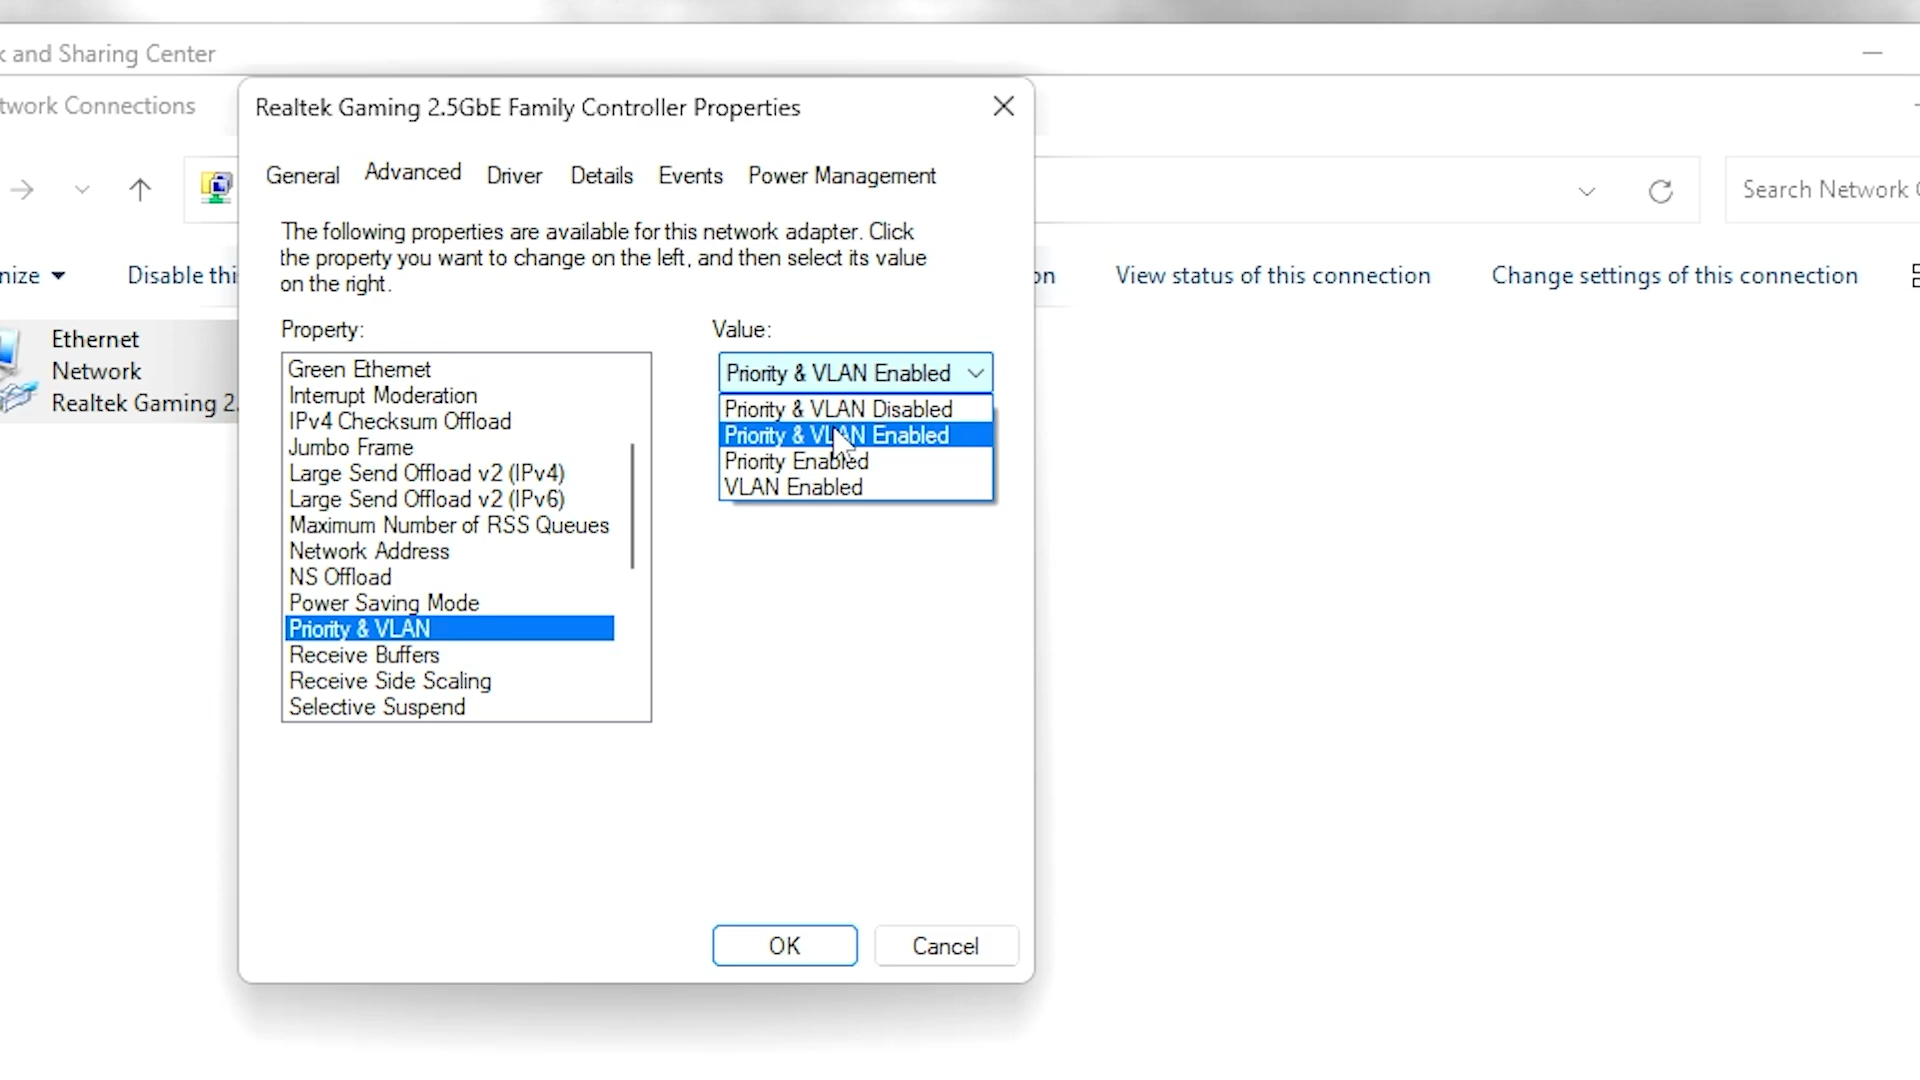 k and Sharing Center
twork Connections
Realtek Gaming 2.5GbE Family Controller Properties
General Advanced Driver Details Events Power Management
Search Network
The following properties are available for this network adapter. Click
the property you want to change on the left, and then select its value
on the right.
nize Disable thi on View status of this connection Change settings of this connection
Ethernet
Network
Realtek Gaming 2.
Property:
Green Ethernet
Interrupt Moderation
IPv4 Checksum Offload
Jumbo Frame
Large Send Offload v2 (IPv4)
Large Send Offload v2 (IPv6)
Maximum Number of RSS Queues
Network Address
NS Offload
Power Saving Mode
Priority & VLAN
Receive Buffers
Receive Side Scaling
Selective Suspend
Value:
Priority & VLAN Enabled
Priority & VLAN Disabled
Priority & VLAN Enabled
Priority Enabled
VLAN Enabled
OK Cancel